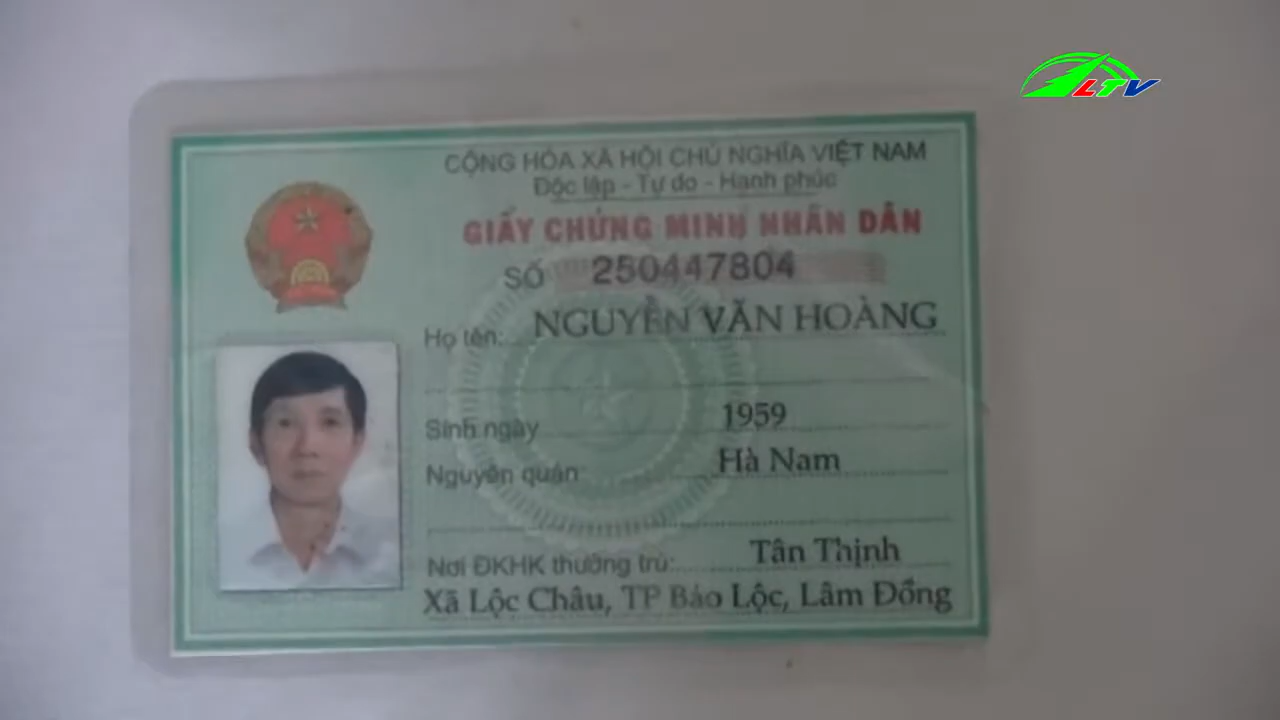 LTV
CỘNG HÒA XÃ HỘI CHỦ NGHĨA VIỆT NAM
Độc lập - Tự do - Hạnh phúc
GIẤY CHỨNG MINH NHÂN DÂN
SỐ 250447804
Họ tên: NGUYỄN VĂN HOÀNG
Sinh ngày 1959
Nguyên quán Hà Nam
Nơi ĐKHK thường trú: Tân Thịnh
Xã Lộc Châu, TP Bảo Lộc, Lâm Đồng